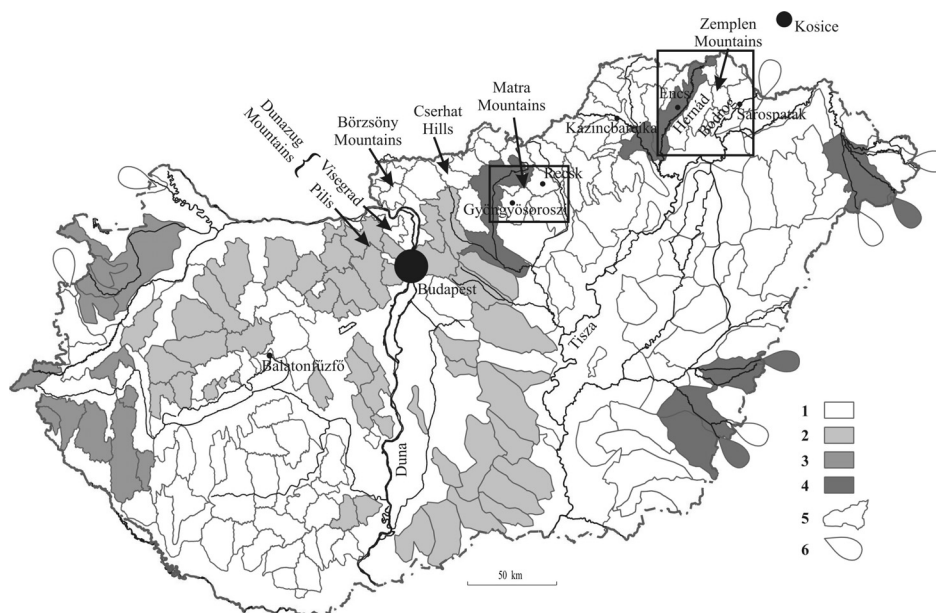 Zemplen
Mountains
Kosice
Matra
Mountains
Cserhat
Hills
Börzsöny
Mountains
Dunazug
Mountains
{
Visegrad
Pilis
Encs
Hernád
Bodrog
Sárospatak
Kazincbarcika
Recsk
Gyöngyösoroszi
Budapest
Tisza
Balatonfűzfő
Duna
1
2
3
4
5
6
50 km